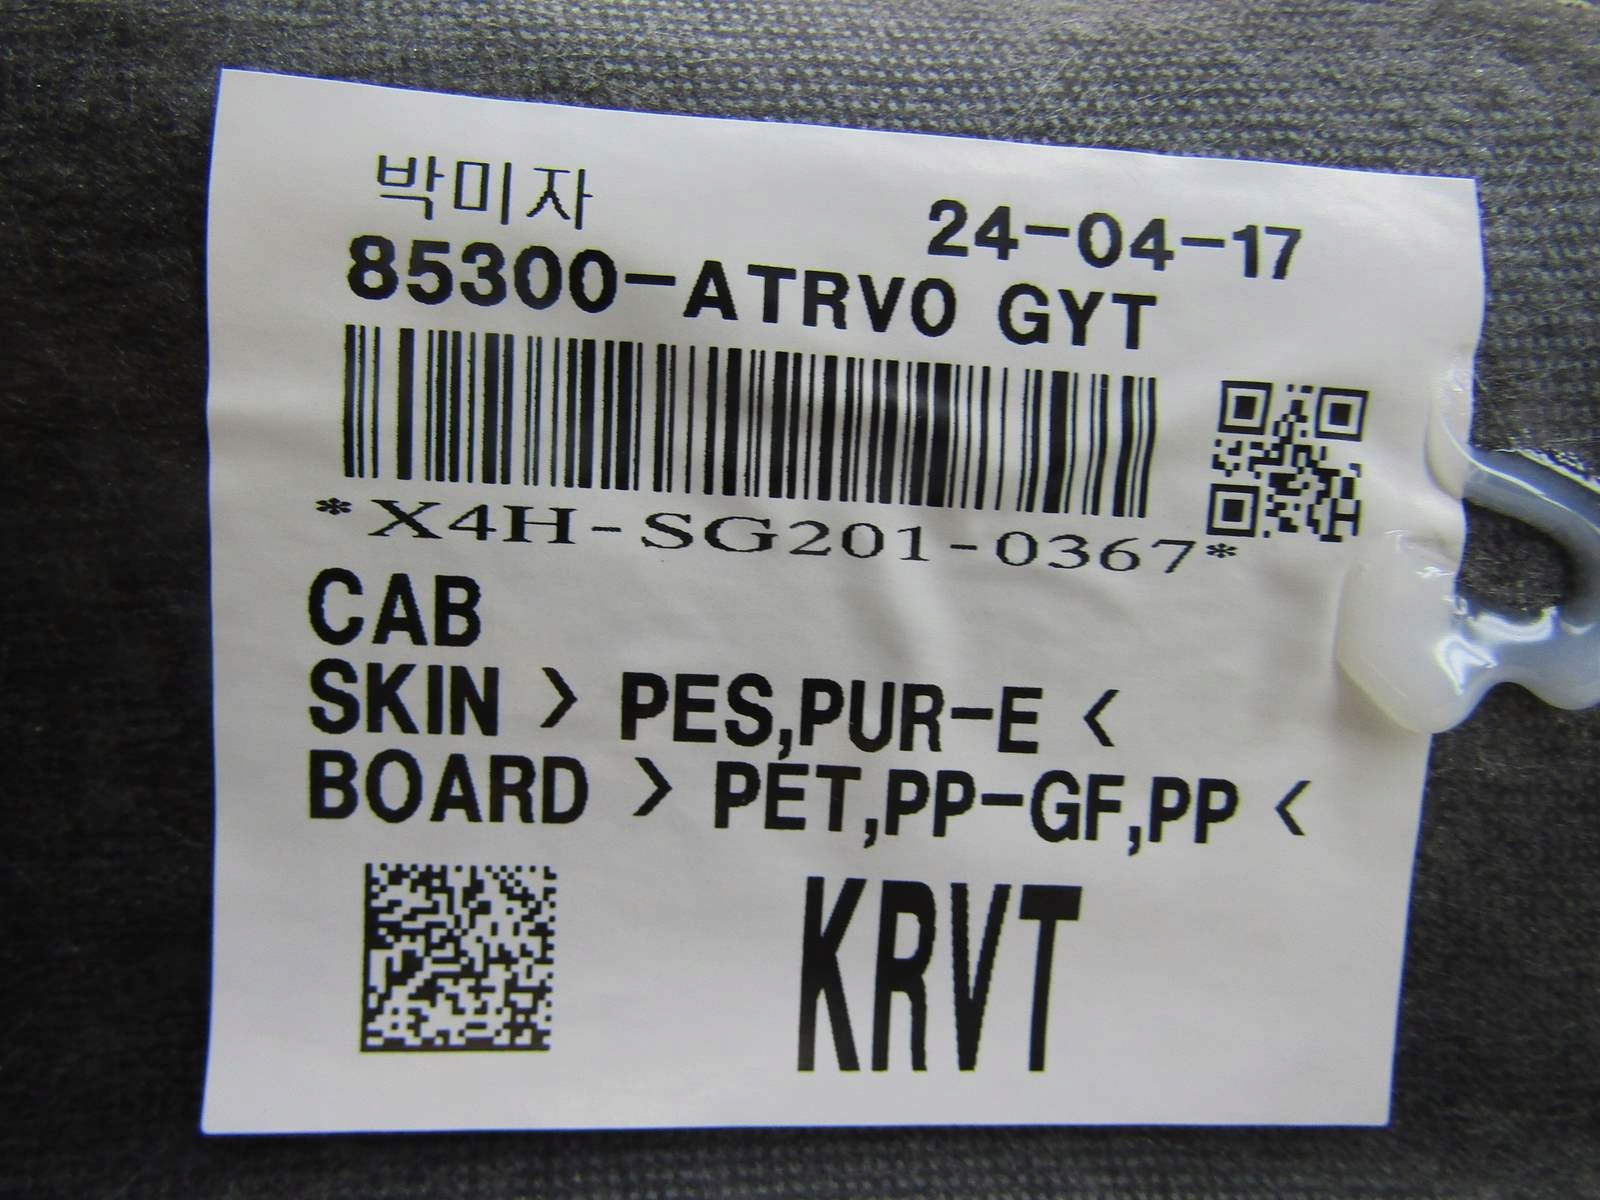 박미자
24-04-17
85300-ATRV0 GYT
*X4H-SG201-0367*
CAB
SKIN > PES,PUR-E <
BOARD > PET,PP-GF,PP <
KRVT